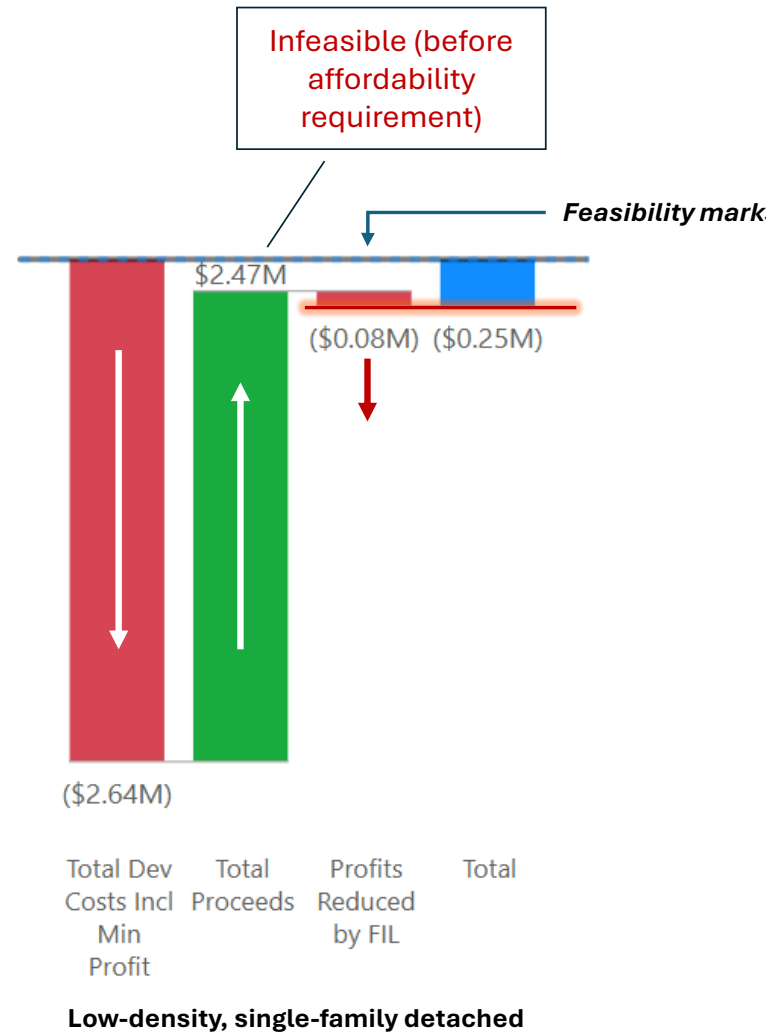 Infeasible (before
affordability
requirement)
Feasibility marks
$2.47M
($0.08M) ($0.25M)
($2.64M)
Total Dev Costs Incl Min Profit
Total Proceeds
Profits Reduced by FIL
Total
Low-density, single-family detached